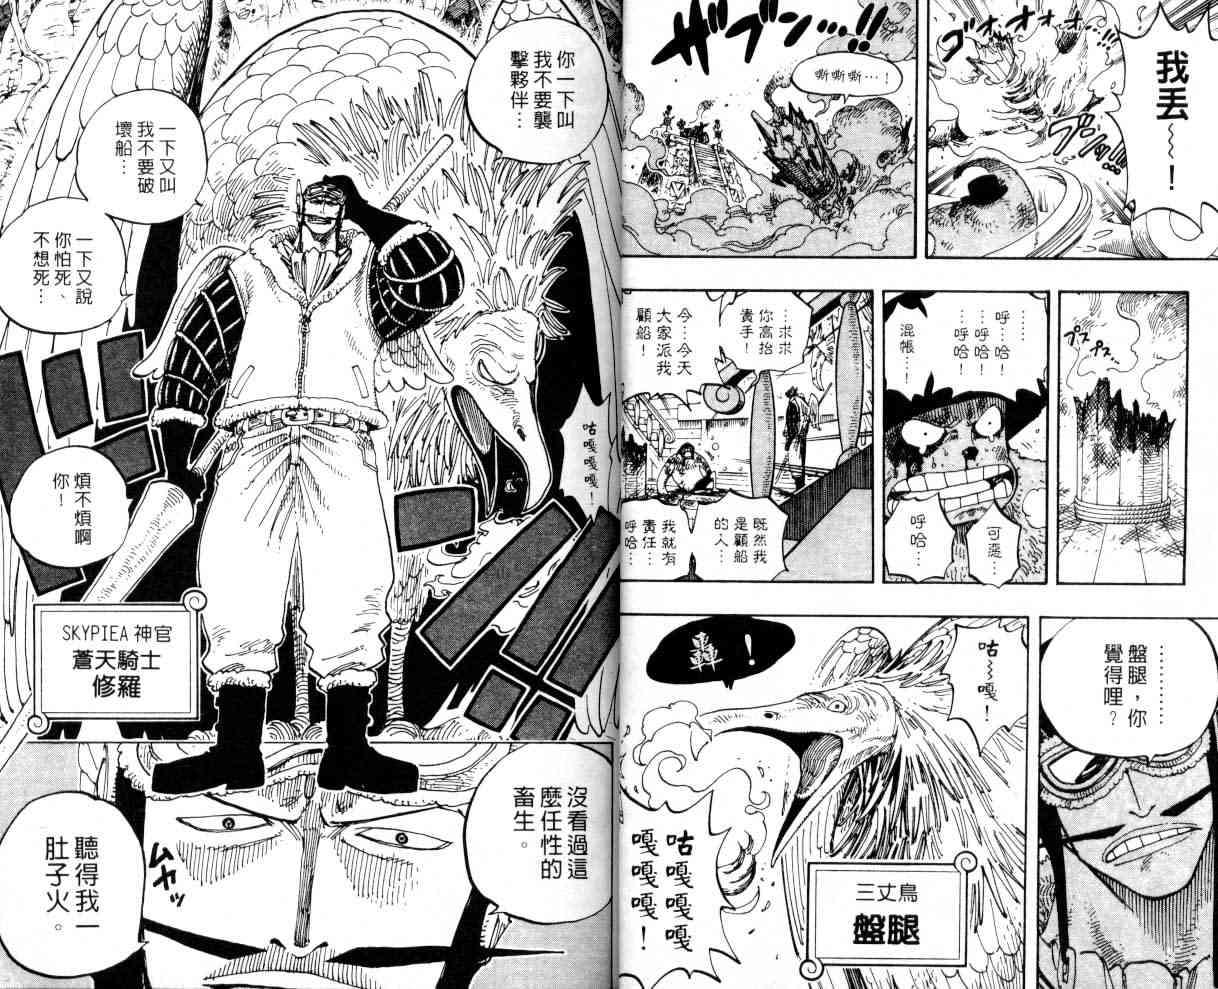 我丟～～！
ゴオオオオ
ブオン!!!
ブオン!!
嘶嘶嘶…！
プスプス…
呼…哈！
…呼哈！
……呼哈！
混帳…！
可惡…
呼哈…
…求求
你高抬
貴手！
今…今天
大家派我
顧船！
既然我
是顧船
的人…
我就有
責任…
呼哈…
………
盤腿，你
覺得哩？
咕～～嘎！
轟！
咕嘎嘎嘎
嘎嘎嘎！
三丈鳥
盤腿
你一下叫
我不要襲
擊夥伴…
一下又叫
我不要破
壞船…
一下又說
你怕死、
不想死…
煩不煩啊
你！
咕嘎嘎嘎！
SKYPIEA 神官
蒼天騎士
修羅
沒看過這
麼任性的
畜生。
ムカッ
聽得我一
肚子火。